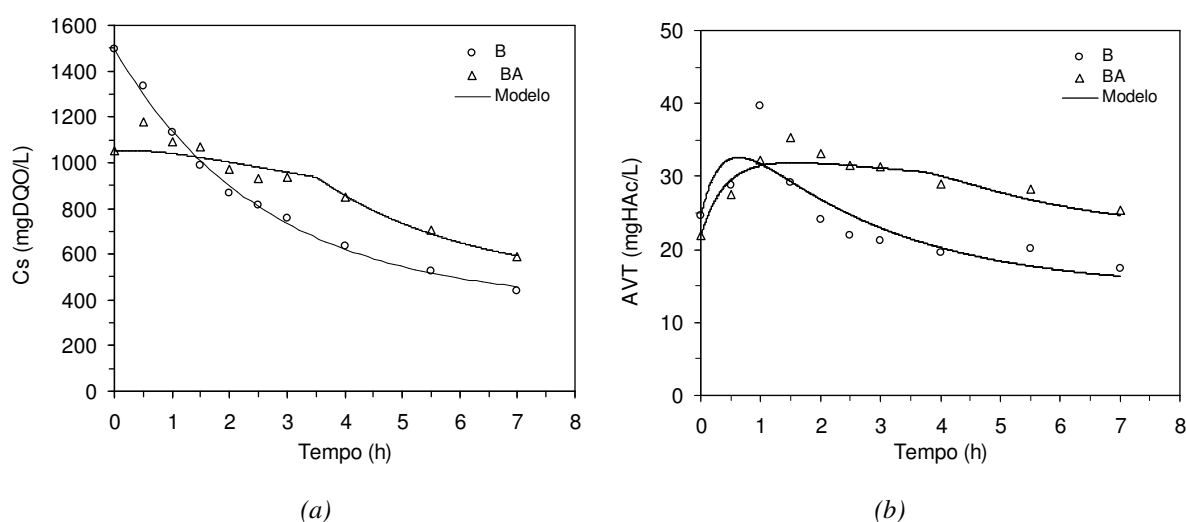 1600
1400
1200
1000
800
600
400
200
0
Cs (mgDQO/L)
B
BA
Modelo
0 1 2 3 4 5 6 7 8
Tempo (h)
(a)
50
40
30
20
10
0
AVT (mgHAc/L)
B
BA
Modelo
0 1 2 3 4 5 6 7 8
Tempo (h)
(b)